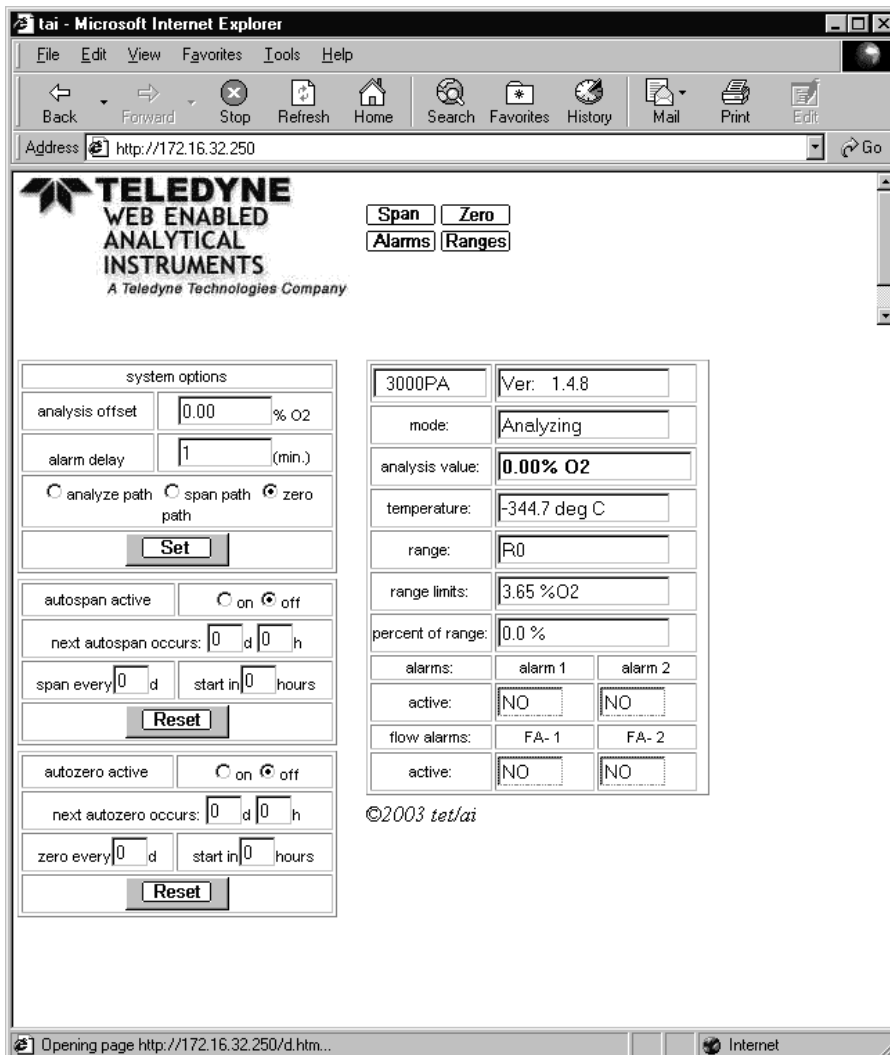 tai - Microsoft Internet Explorer
File Edit View Favorites Tools Help
Back Forward Stop Refresh Home Search Favorites History Mail Print Edit
Address http://172.16.32.250 Go
TELEDYNE
WEB ENABLED
ANALYTICAL
INSTRUMENTS
A Teledyne Technologies Company
Span Zero
Alarms Ranges
system options
analysis offset 0.00 % O2
alarm delay 1 (min.)
analyze path span path zero
path
Set
autospan active on off
next autospan occurs: 0 d 0 h
span every 0 d start in 0 hours
Reset
autozero active on off
next autozero occurs: 0 d 0 h
zero every 0 d start in 0 hours
Reset
3000PA Ver: 1.4.8
mode: Analyzing
analysis value: 0.00% O2
temperature: -344.7 deg C
range: R0
range limits: 3.65 %O2
percent of range: 0.0 %
alarms: alarm 1 alarm 2
active: NO NO
flow alarms: FA- 1 FA- 2
active: NO NO
©2003 tet/ai
Opening page http://172.16.32.250/d.htm... Internet